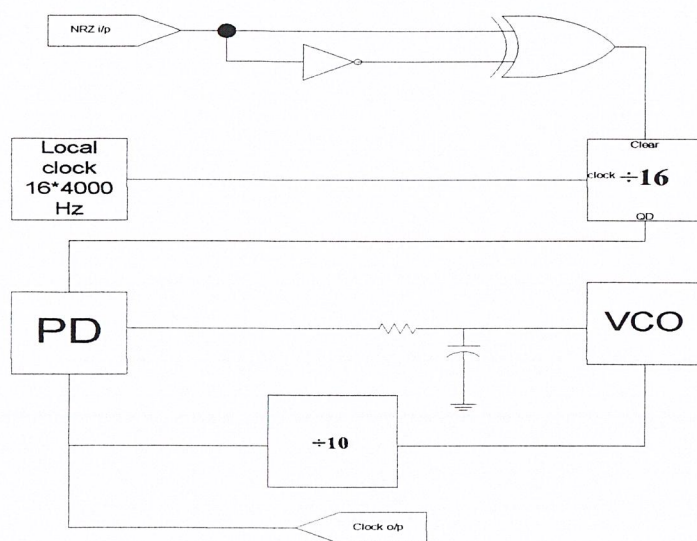 NRZ i/p
Local
clock
16*4000
Hz
Clear
clock ÷16
QD
PD
VCO
÷10
Clock o/p